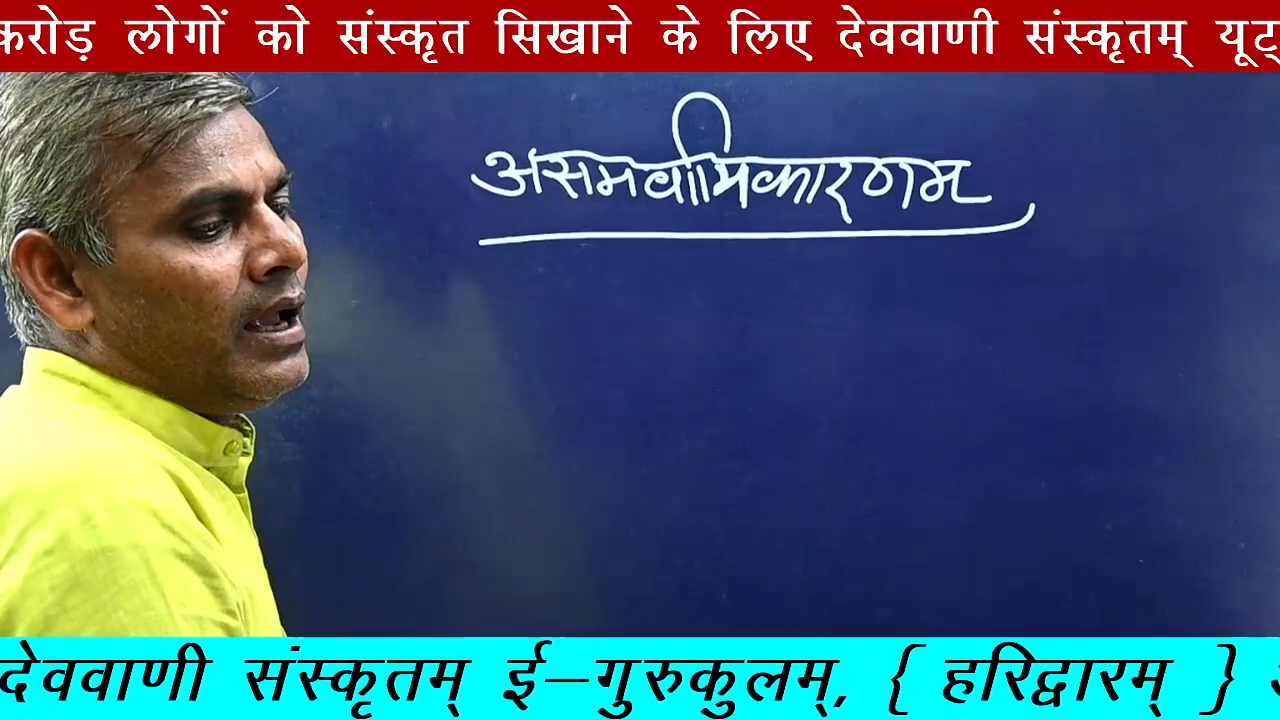 करोड़ लोगों को संस्कृत सिखाने के लिए देववाणी संस्कृतम् यूट्
असमवायिकारणम्
देववाणी संस्कृतम् ई–गुरुकुलम्, { हरिद्वारम् }